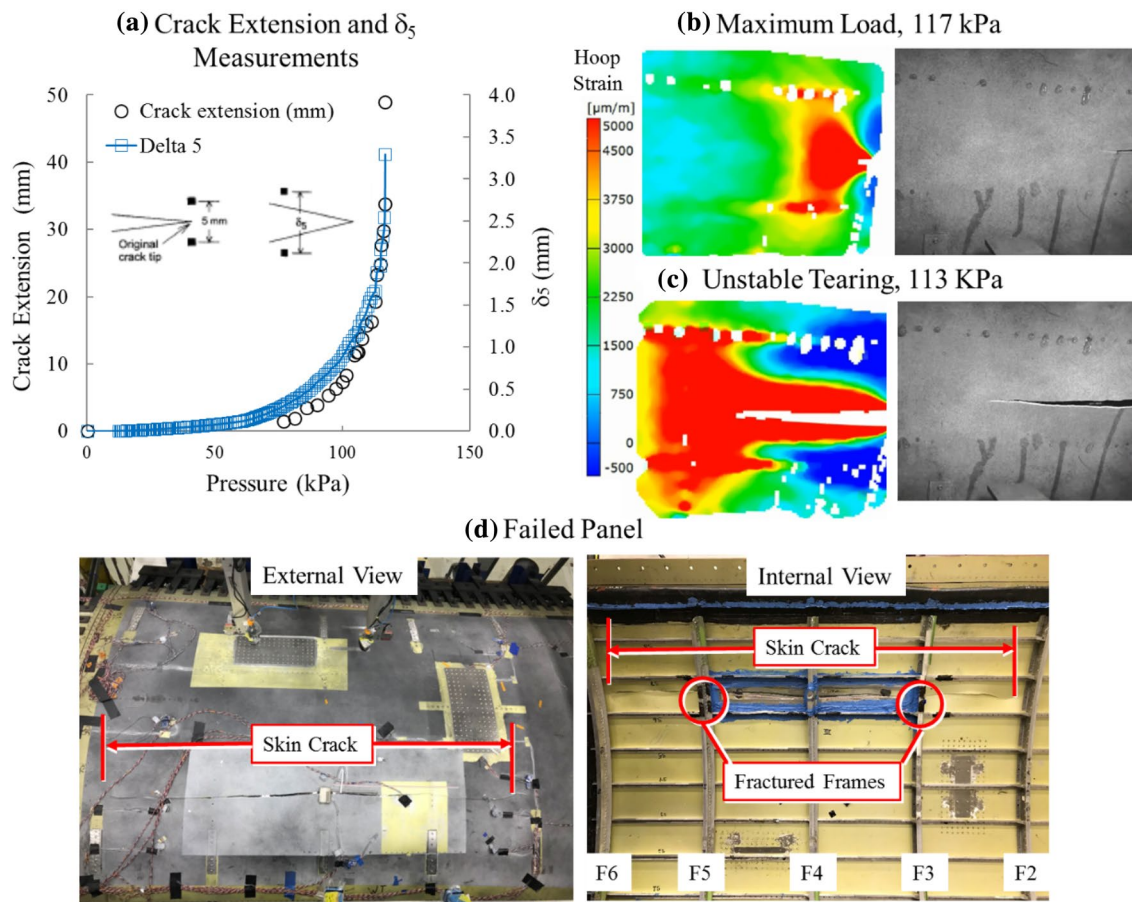 (a) Crack Extension and δ5
Measurements
50
40
30
20
10
0
Crack Extension (mm)
Crack extension (mm)
Delta 5
5 mm
Original
crack tip
δ5
4.0
3.5
3.0
2.5
2.0
1.5
1.0
0.5
0.0
δ5 (mm)
0
50
100
150
Pressure (kPa)
(b) Maximum Load, 117 kPa
Hoop
Strain
[µm/m]
5000
4500
3750
3000
2250
1500
750
0
-500
(c) Unstable Tearing, 113 KPa
(d) Failed Panel
External View
Skin Crack
Internal View
Skin Crack
Fractured Frames
F6
F5
F4
F3
F2